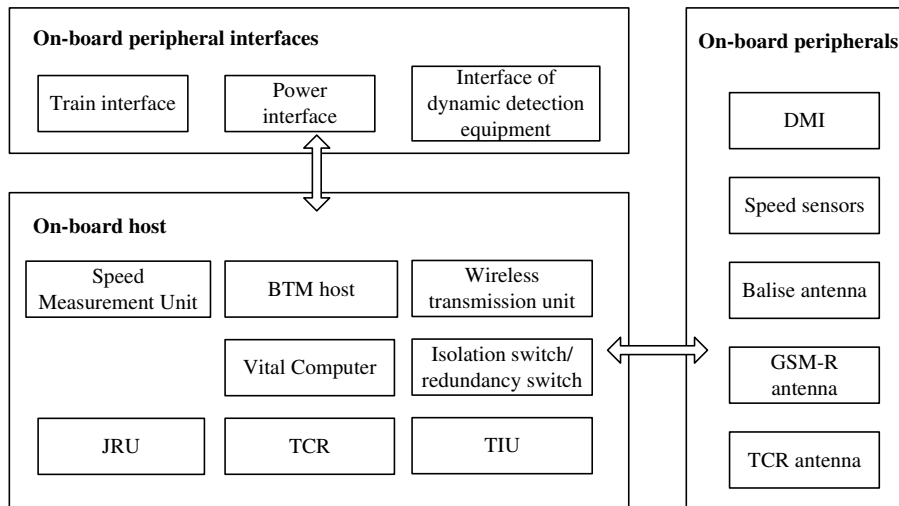 On-board peripheral interfaces
Train interface
Power
interface
Interface of
dynamic detection
equipment
On-board host
Speed
Measurement Unit
BTM host
Wireless
transmission unit
Vital Computer
Isolation switch/
redundancy switch
JRU
TCR
TIU
On-board peripherals
DMI
Speed sensors
Balise antenna
GSM-R
antenna
TCR antenna